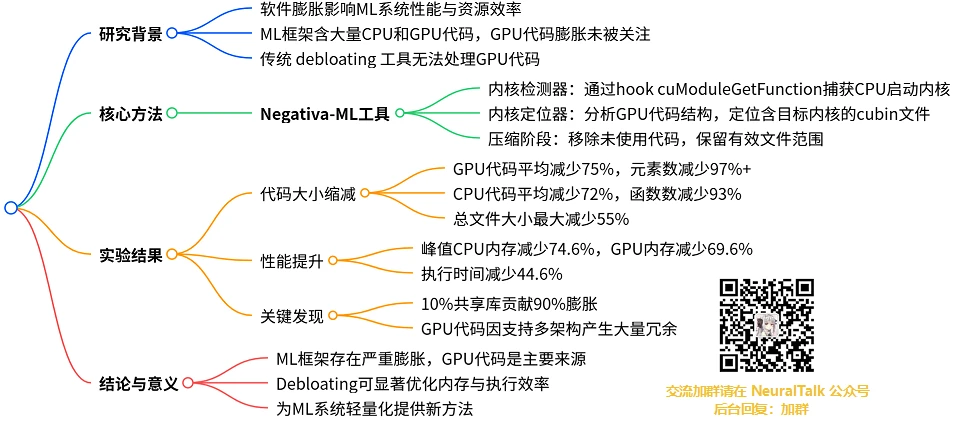 研究背景
软件膨胀影响ML系统性能与资源效率
ML框架含大量CPU和GPU代码，GPU代码膨胀未被关注
传统 debloating 工具无法处理GPU代码
核心方法
Negativa-ML工具
内核检测器：通过hook cuModuleGetFunction捕获CPU启动内核
内核定位器：分析GPU代码结构，定位含目标内核的cubin文件
压缩阶段：移除未使用代码，保留有效文件范围
实验结果
代码大小缩减
GPU代码平均减少75%，元素数减少97%+
CPU代码平均减少72%，函数数减少93%
总文件大小最大减少55%
性能提升
峰值CPU内存减少74.6%，GPU内存减少69.6%
执行时间减少44.6%
关键发现
10%共享库贡献90%膨胀
GPU代码因支持多架构产生大量冗余
结论与意义
ML框架存在严重膨胀，GPU代码是主要来源
Debloating可显著优化内存与执行效率
为ML系统轻量化提供新方法
交流加群请在 NeuralTalk 公众号
后台回复：加群